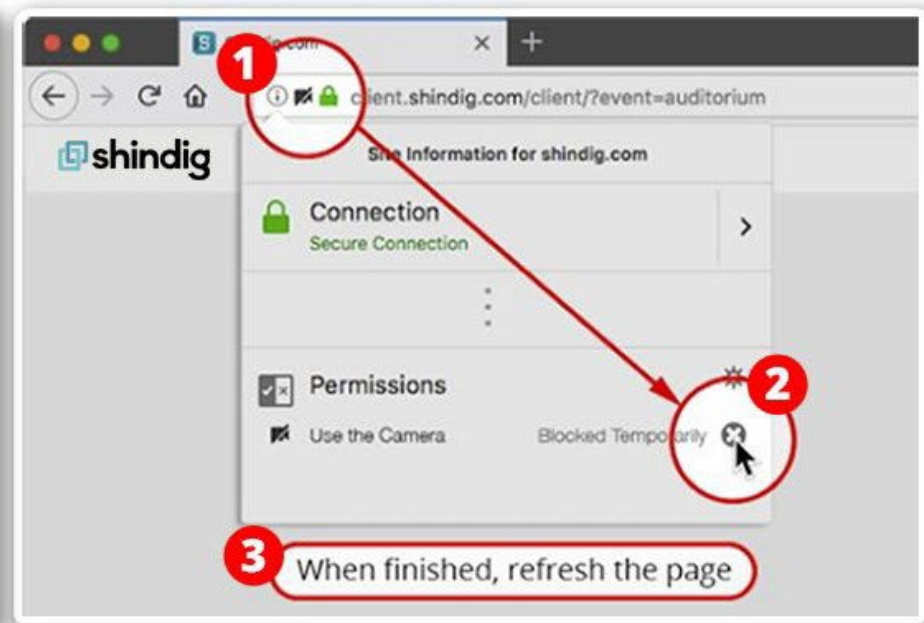 1
client.shindig.com/client/?event=auditorium
shindig
Site Information for shindig.com
Connection
Secure Connection
Permissions
2
Use the Camera Blocked Temporarily
3
When finished, refresh the page